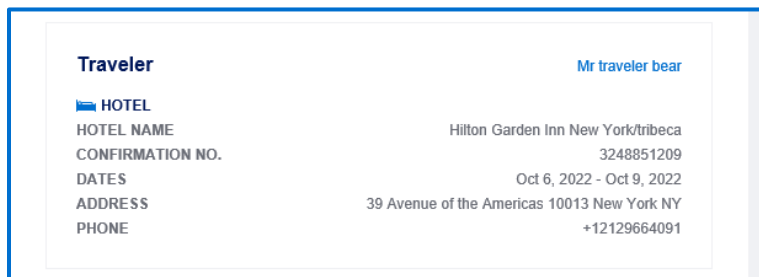 Traveler Mr traveler bear
HOTEL
HOTEL NAME Hilton Garden Inn New York/tribeca
CONFIRMATION NO. 3248851209
DATES Oct 6, 2022 - Oct 9, 2022
ADDRESS 39 Avenue of the Americas 10013 New York NY
PHONE +12129664091